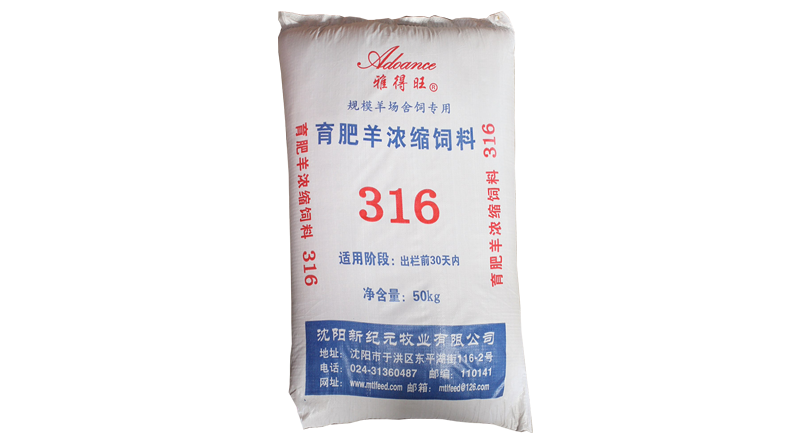 Advance
雅得旺®
规模羊场舍饲专用
育肥羊浓缩饲料
316
适用阶段：出栏前30天内
净含量：50kg
育肥羊浓缩饲料 316
育肥羊浓缩饲料 316
沈阳新纪元牧业有限公司
地址：沈阳市于洪区东平湖街116-2号
电话：024-31360487 邮编：110141
网址：www.mtlfeed.com 邮箱：mtlfeed@126.com